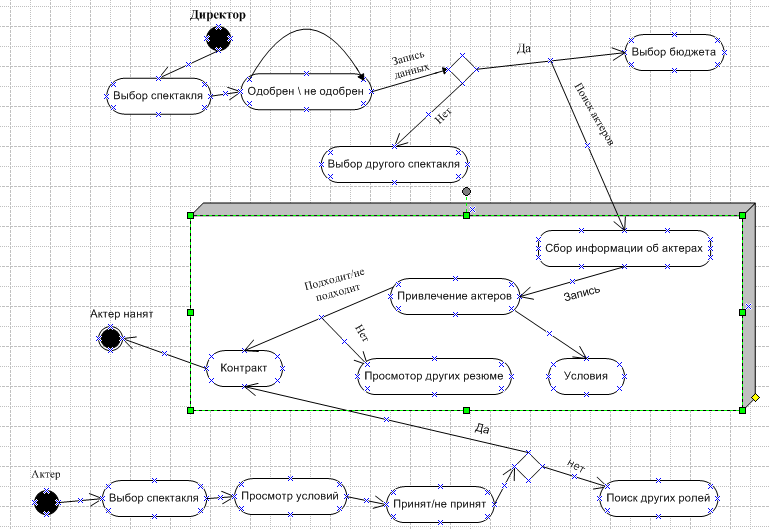 Директор
Выбор спектакля
Одобрен \ не одобрен
Запись
данных
Да
Выбор бюджета
Нет
Поиск актеров
Выбор другого спектакля
Сбор информации об актерах
Подходит/не
подходит
Привлечение актеров
Запись
Актер нанят
Нет
Контракт
Просмотор других резюме
Условия
Да
Актер
Выбор спектакля
Просмотр условий
Принят/не принят
нет
Поиск других ролей